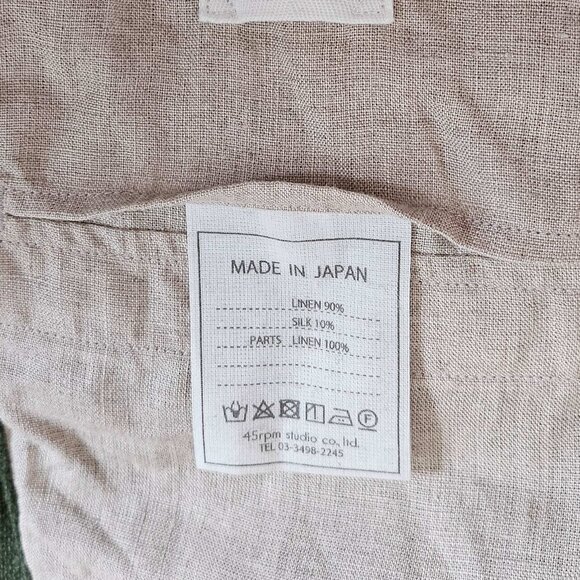 MADE IN JAPAN
LINEN 90%
SILK 10%
PARTS LINEN 100%
F
45rpm studio co., ltd.
TEL 03-3498-2245